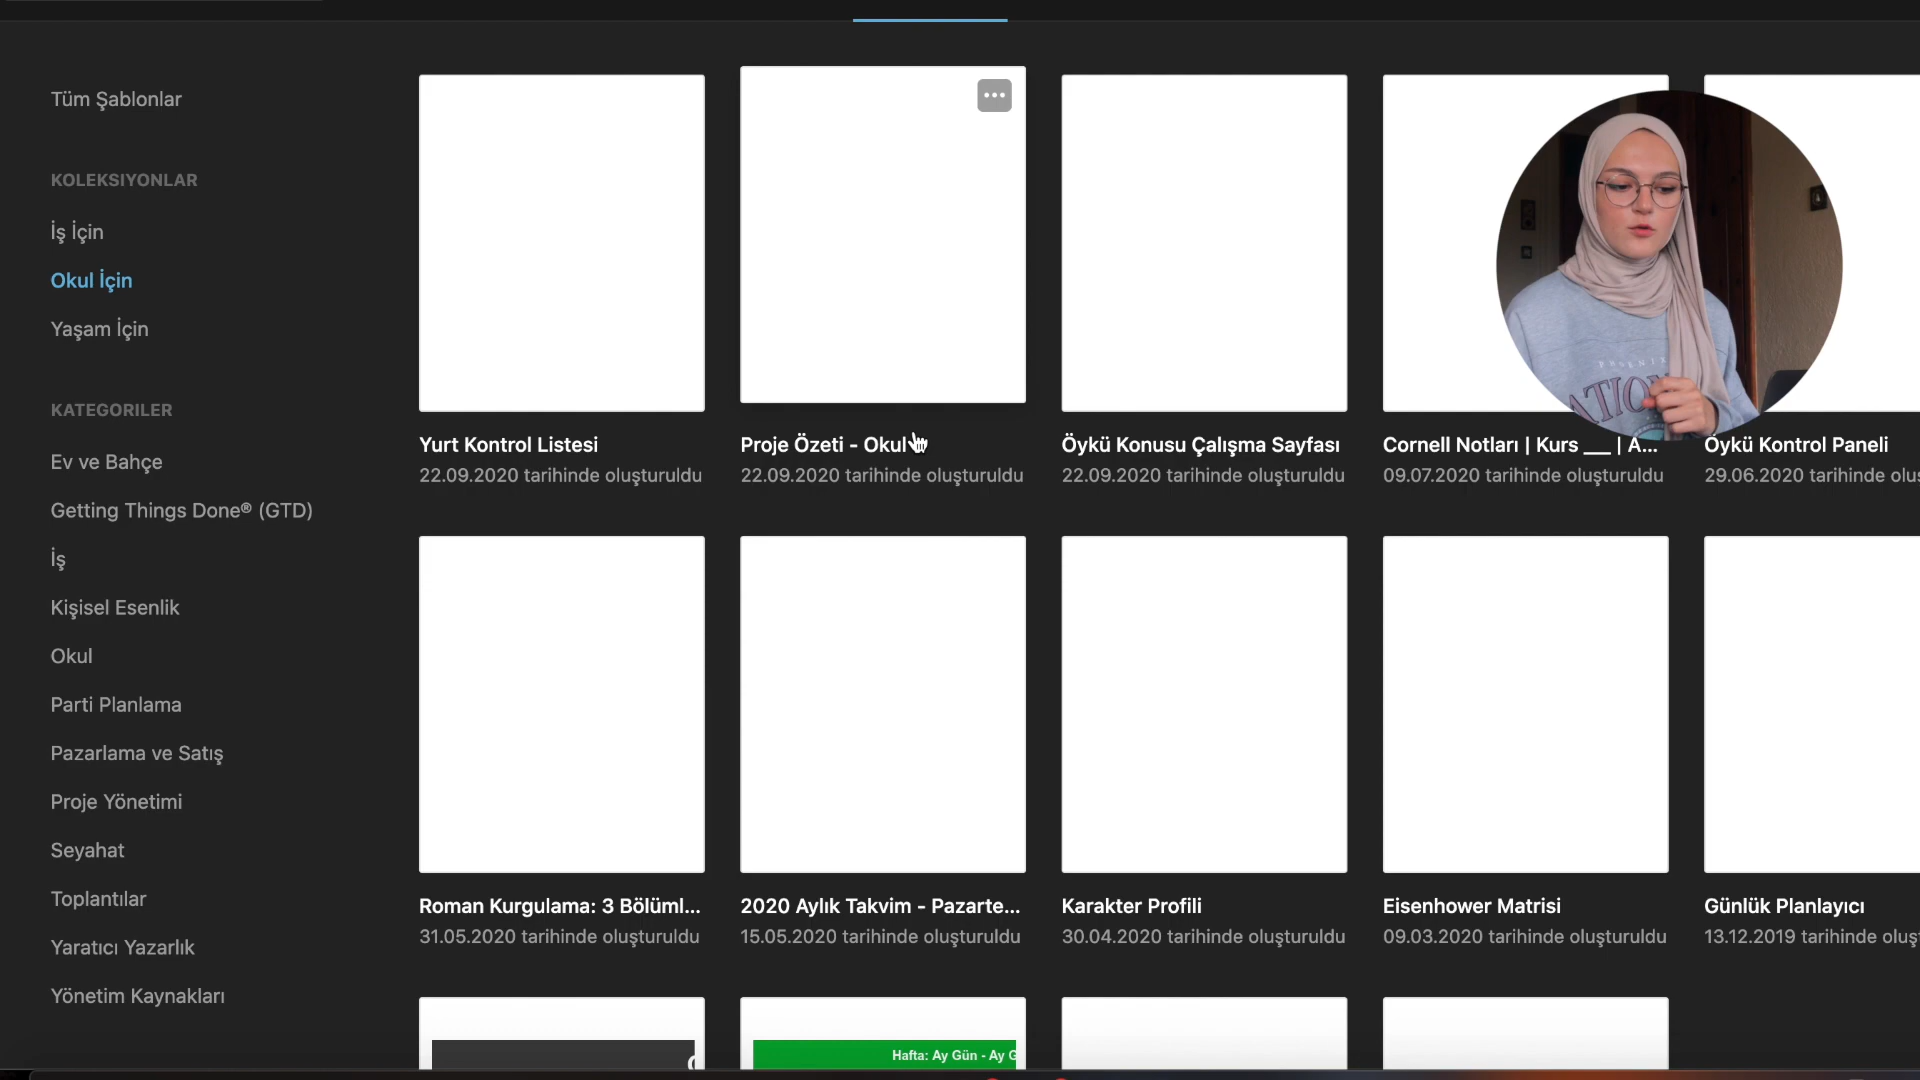 Tüm Şablonlar
KOLEKSIYONLAR
İş İçin
Okul İçin
Yaşam İçin
KATEGORILER
Ev ve Bahçe
Getting Things Done® (GTD)
İş
Kişisel Esenlik
Okul
Parti Planlama
Pazarlama ve Satış
Proje Yönetimi
Seyahat
Toplantılar
Yaratıcı Yazarlık
Yönetim Kaynakları
Yurt Kontrol Listesi
22.09.2020 tarihinde oluşturuldu
Proje Özeti - Okul
22.09.2020 tarihinde oluşturuldu
Öykü Konusu Çalışma Sayfası
22.09.2020 tarihinde oluşturuldu
Cornell Notları | Kurs ___ | A...
09.07.2020 tarihinde oluşturuldu
Öykü Kontrol Paneli
29.06.2020 tarihinde
Roman Kurgulama: 3 Bölüml...
31.05.2020 tarihinde oluşturuldu
2020 Aylık Takvim - Pazarte...
15.05.2020 tarihinde oluşturuldu
Karakter Profili
30.04.2020 tarihinde oluşturuldu
Eisenhower Matrisi
09.03.2020 tarihinde oluşturuldu
Günlük Planlayıcı
13.12.2019 tarihinde
Hafta: Ay Gün - Ay